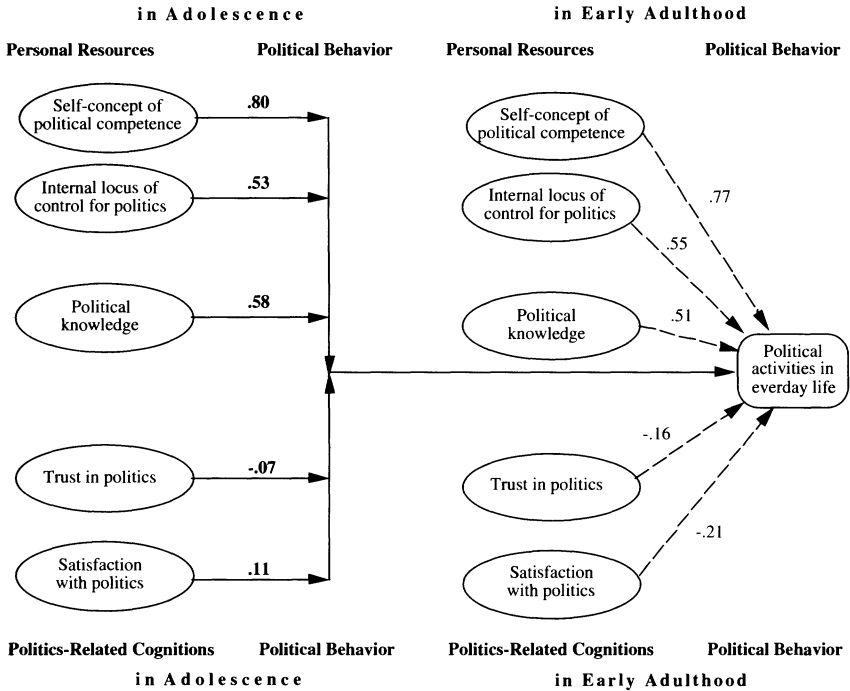 in Adolescence
in Early Adulthood
Personal Resources
Political Behavior
Personal Resources
Political Behavior
Self-concept of
political competence
.80
Internal locus of
control for politics
.53
Political
knowledge
.58
Trust in politics
-.07
Satisfaction
with politics
.11
Self-concept of
political competence
.77
Internal locus of
control for politics
.55
Political
knowledge
.51
Political
activities in
everday life
Trust in politics
-.16
Satisfaction
with politics
-.21
Politics-Related Cognitions
Political Behavior
Politics-Related Cognitions
Political Behavior
in Adolescence
in Early Adulthood